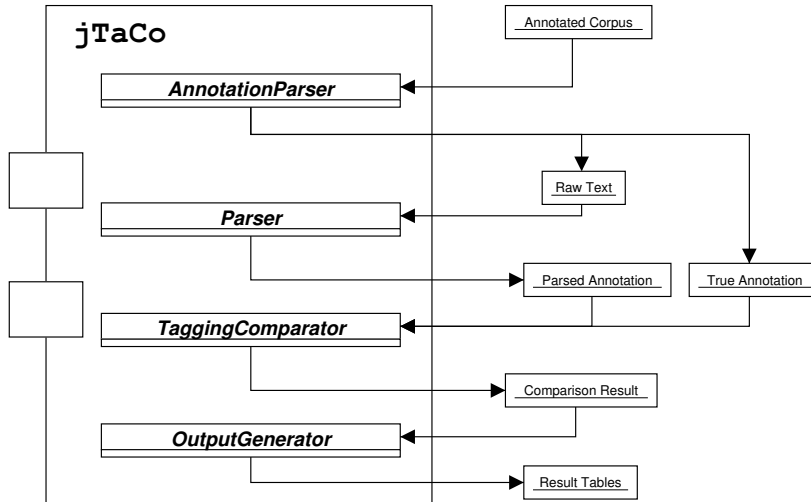 jTaCo
Annotated Corpus
AnnotationParser
Raw Text
Parser
Parsed Annotation
True Annotation
TaggingComparator
Comparison Result
OutputGenerator
Result Tables